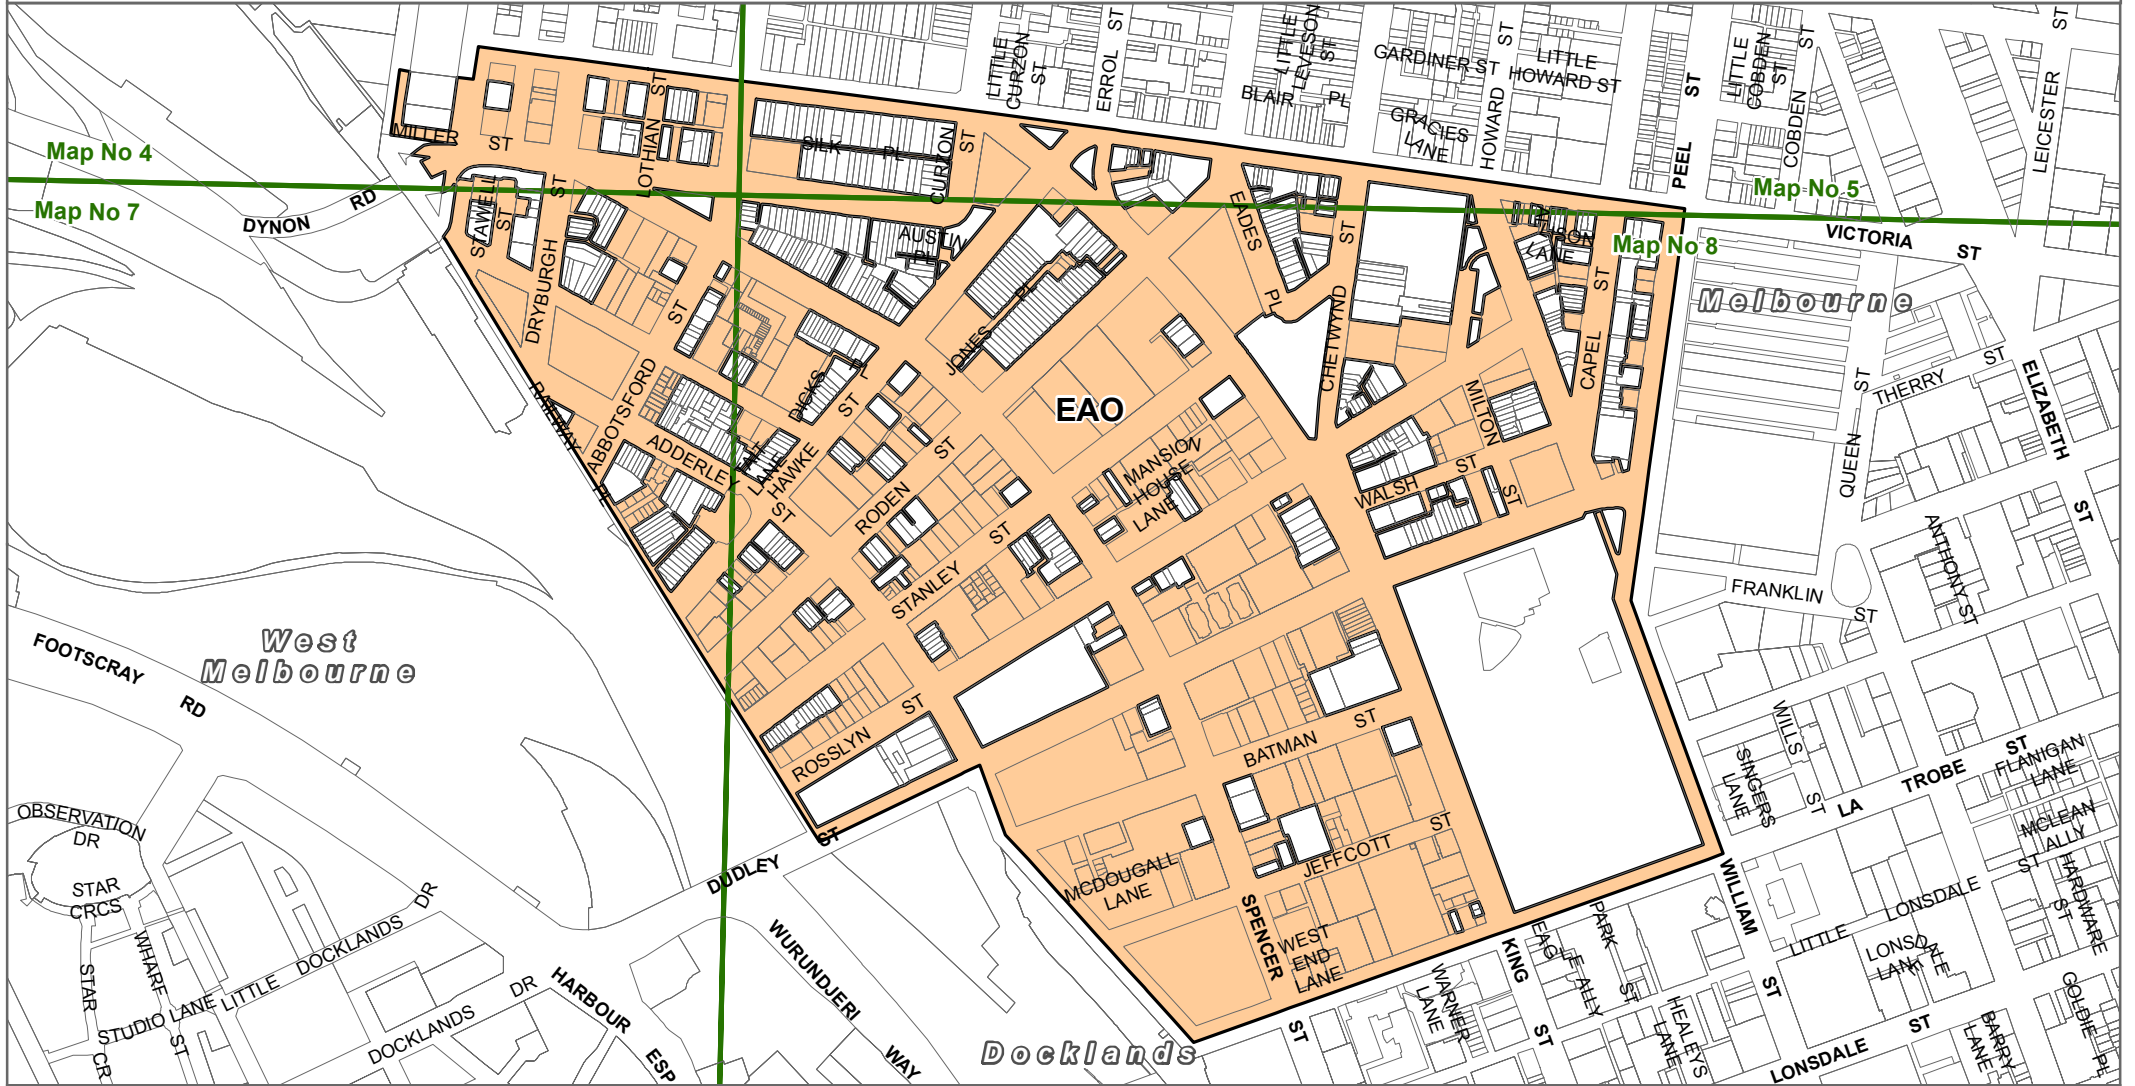 LITTLE
CURZON
ST
ERROL ST
LITTLE
LEVESON
ST
BLAIR PL
GARDINER ST
GRACIES
LANE
HOWARD ST
LITTLE
HOWARD ST
PEEL ST
LITTLE
COBDEN
ST
COBDEN ST
LEICESTER ST
MILLER ST
LOTHIAN ST
SILK PL
CURZON ST
Map No 4
Map No 7
Map No 5
Map No 8
DYNON RD
STAWELL
ST
DRYBURGH ST
AUSTIN
PL
EADES PL
CHETWYND ST
LANE
CAPEL ST
VICTORIA ST
Melbourne
JONES PL
EAO
ABBOTSFORD ST
RAILWAY PL
ADDERLEY ST
DICKS PL
LANE
HAWKE ST
RODEN ST
STANLEY ST
MANSION
HOUSE
LANE
MILTON ST
WALSH ST
THERRY ST
QUEEN ST
ELIZABETH ST
ANTHONY ST
FRANKLIN ST
West
Melbourne
FOOTSCRAY RD
ROSSLYN ST
BATMAN ST
JEFFCOTT ST
MCDOUGALL
LANE
SPENCER ST
WEST
END
LANE
DUDLEY ST
WURUNDJERI WAY
HARBOUR ESP
OBSERVATION
DR
STAR
CRCS
STAR CR
WHARF ST
STUDIO LANE
LITTLE DOCKLANDS DR
DOCKLANDS DR
Docklands
WILLS ST
SINGERS
LANE
LA TROBE ST
FLANIGAN
LANE
MCLEAN
ALLY
HARDWARE
ST
WILLIAM ST
LITTLE LONSDALE ST
LONSDALE
LANE
KING ST
EAGLE ALLY
PARK ST
WARNER
LANE
HEALEYS
LANE
LONSDALE ST
BARRY
LANE
GOLDIE PL